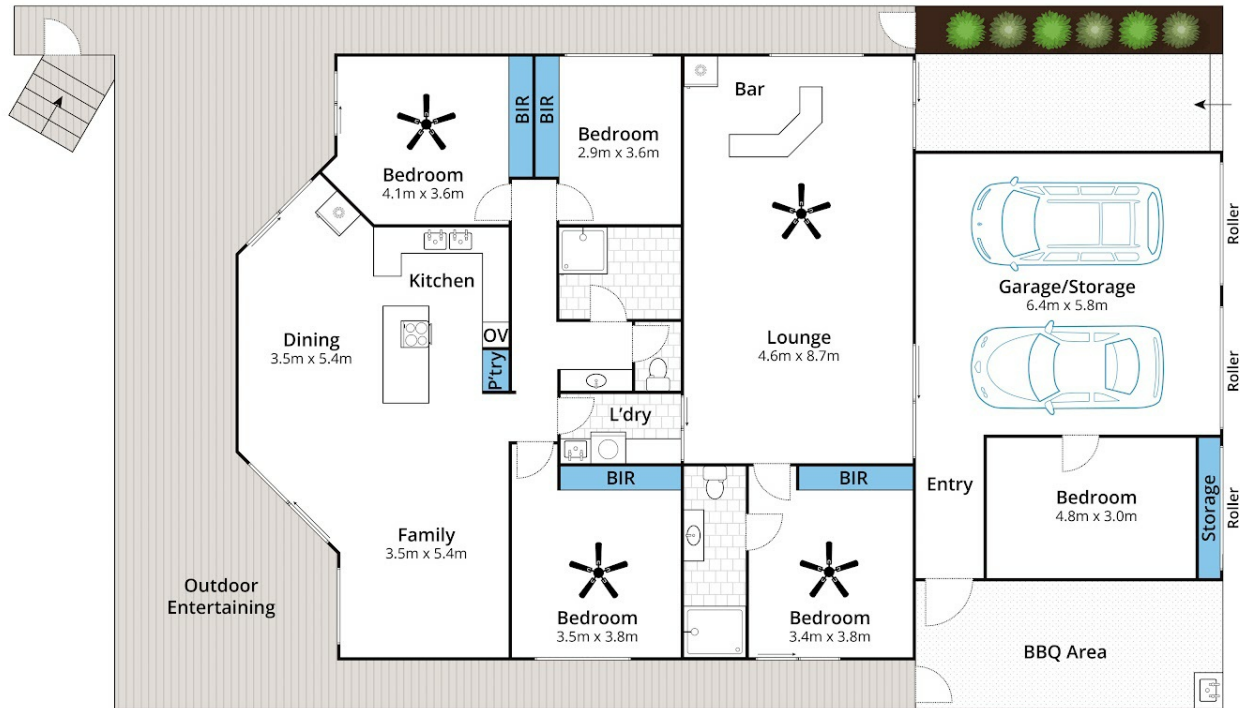 BIR
BIR
Bar
Bedroom
2.9m x 3.6m
Bedroom
4.1m x 3.6m
Roller
Kitchen
Garage/Storage
6.4m x 5.8m
Dining
3.5m x 5.4m
OV
Lounge
4.6m x 8.7m
P'try
Roller
L'dry
BIR
BIR
Entry
Bedroom
4.8m x 3.0m
Storage
Roller
Family
3.5m x 5.4m
Outdoor
Entertaining
Bedroom
3.5m x 3.8m
Bedroom
3.4m x 3.8m
BBQ Area